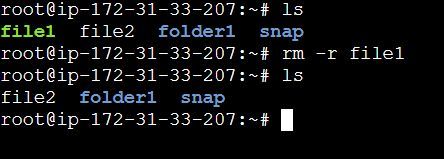 root@ip-172-31-33-207:~# ls
file1  file2  folder1  snap
root@ip-172-31-33-207:~# rm -r file1
root@ip-172-31-33-207:~# ls
file2  folder1  snap
root@ip-172-31-33-207:~#